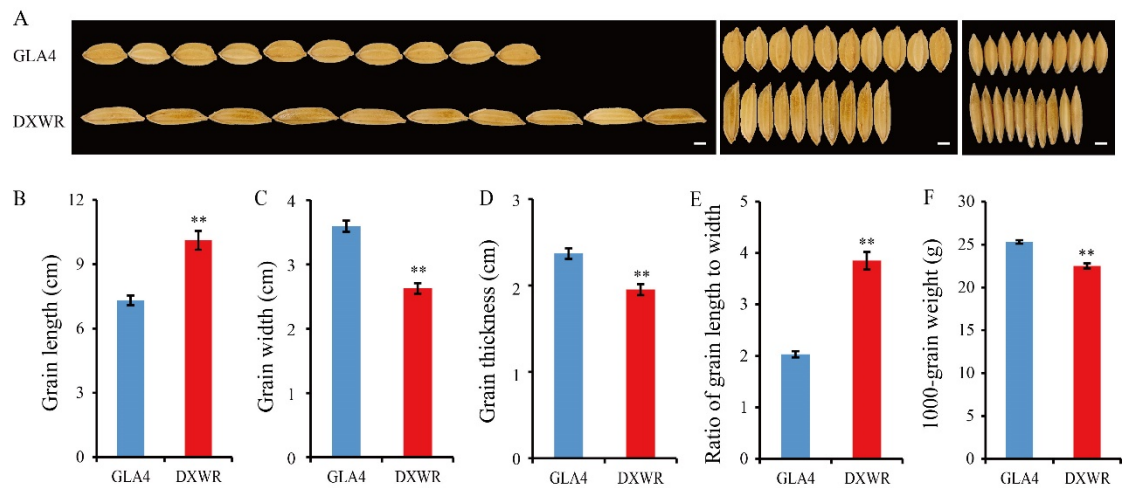 A
GLA4
DXWR
B
Grain length (cm)
12
9
6
3
0
**
GLA4 DXWR
C
Grain width (cm)
4
3
2
1
0
**
GLA4 DXWR
D
Grain thickness (cm)
3
2
1
0
**
GLA4 DXWR
E
Ratio of grain length to width
5
4
3
2
1
0
**
GLA4 DXWR
F
1000-grain weight (g)
30
25
20
15
10
5
0
**
GLA4 DXWR